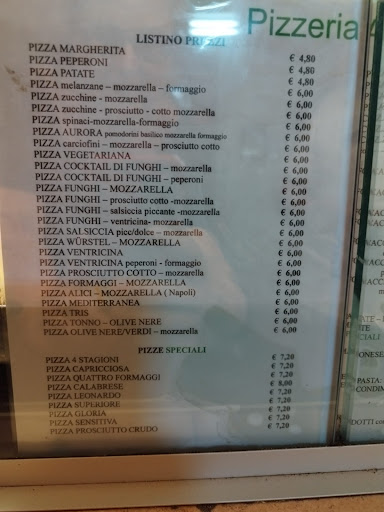 Pizzeria
LISTINO PREZZI
PIZZA MARGHERITA € 4,80
PIZZA PEPERONI € 4,80
PIZZA PATATE € 4,80
PIZZA melanzane – mozzarella – formaggio € 6,00
PIZZA zucchine - mozzarella € 6,00
PIZZA zucchine - prosciutto - cotto mozzarella € 6,00
PIZZA spinaci-mozzarella-formaggio € 6,00
PIZZA AURORA pomodorini basilico mozzarella formaggio € 6,00
PIZZA carciofini – mozzarella – prosciutto cotto € 6,00
PIZZA VEGETARIANA € 6,00
PIZZA COCKTAIL DI FUNGHI – mozzarella € 6,00
PIZZA COCKTAIL DI FUNGHI – peperoni € 6,00
PIZZA FUNGHI – MOZZARELLA € 6,00
PIZZA FUNGHI – prosciutto cotto -mozzarella € 6,00
PIZZA FUNGHI - salsiccia piccante -mozzarella € 6,00
PIZZA FUNGHI – ventricina- mozzarella € 6,00
PIZZA SALSICCIA picc/dolce – mozzarella € 6,00
PIZZA WÜRSTEL – MOZZARELLA € 6,00
PIZZA VENTRICINA € 6,00
PIZZA VENTRICINA peperoni - formaggio € 6,00
PIZZA PROSCIUTTO COTTO – mozzarella € 6,00
PIZZA FORMAGGI – MOZZARELLA € 6,00
PIZZA ALICI – MOZZARELLA ( Napoli) € 6,00
PIZZA MEDITERRANEA € 6,00
PIZZA TRIS € 6,00
PIZZA TONNO – OLIVE NERE € 6,00
PIZZA OLIVE NERE/VERDI – mozzarella € 6,00
PIZZE SPECIALI
PIZZA 4 STAGIONI € 7,20
PIZZA CAPRICCIOSA € 7,20
PIZZA QUATTRO FORMAGGI € 7,20
PIZZA CALABRESE € 8,00
PIZZA LEONARDO € 7,20
PIZZA SUPERIORE € 7,20
PIZZA GLORIA € 7,20
PIZZA SENSITIVA € 7,20
PIZZA PROSCIUTTO CRUDO € 7,20
PASTA: